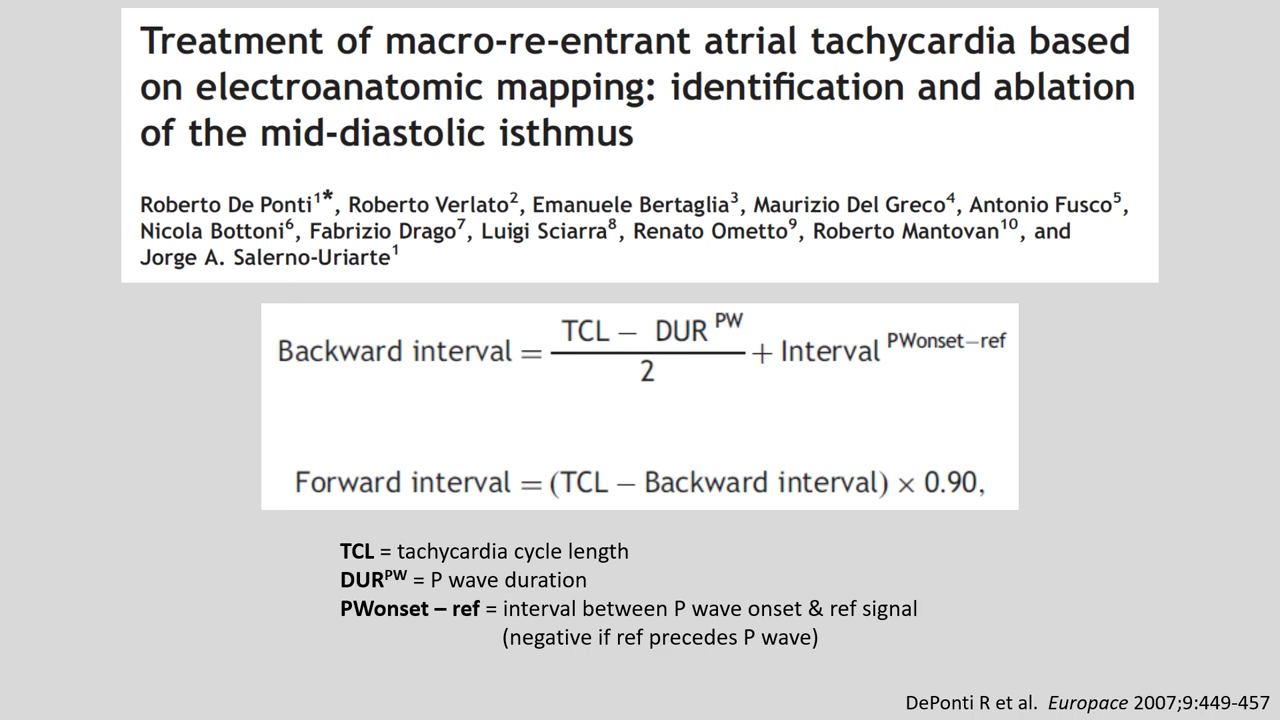 Treatment of macro-re-entrant atrial tachycardia based
on electroanatomic mapping: identification and ablation
of the mid-diastolic isthmus
Roberto De Ponti¹*, Roberto Verlato², Emanuele Bertaglia³, Maurizio Del Greco⁴, Antonio Fusco⁵,
Nicola Bottoni⁶, Fabrizio Drago⁷, Luigi Sciarra⁸, Renato Ometto⁹, Roberto Mantovan¹⁰, and
Jorge A. Salerno-Uriarte¹
Backward interval = (TCL − DUR^PW)/2 + Interval^PWonset−ref
Forward interval = (TCL − Backward interval) × 0.90,
TCL = tachycardia cycle length
DURᴾᵂ = P wave duration
PWonset – ref = interval between P wave onset & ref signal
(negative if ref precedes P wave)
DePonti R et al. Europace 2007;9:449-457